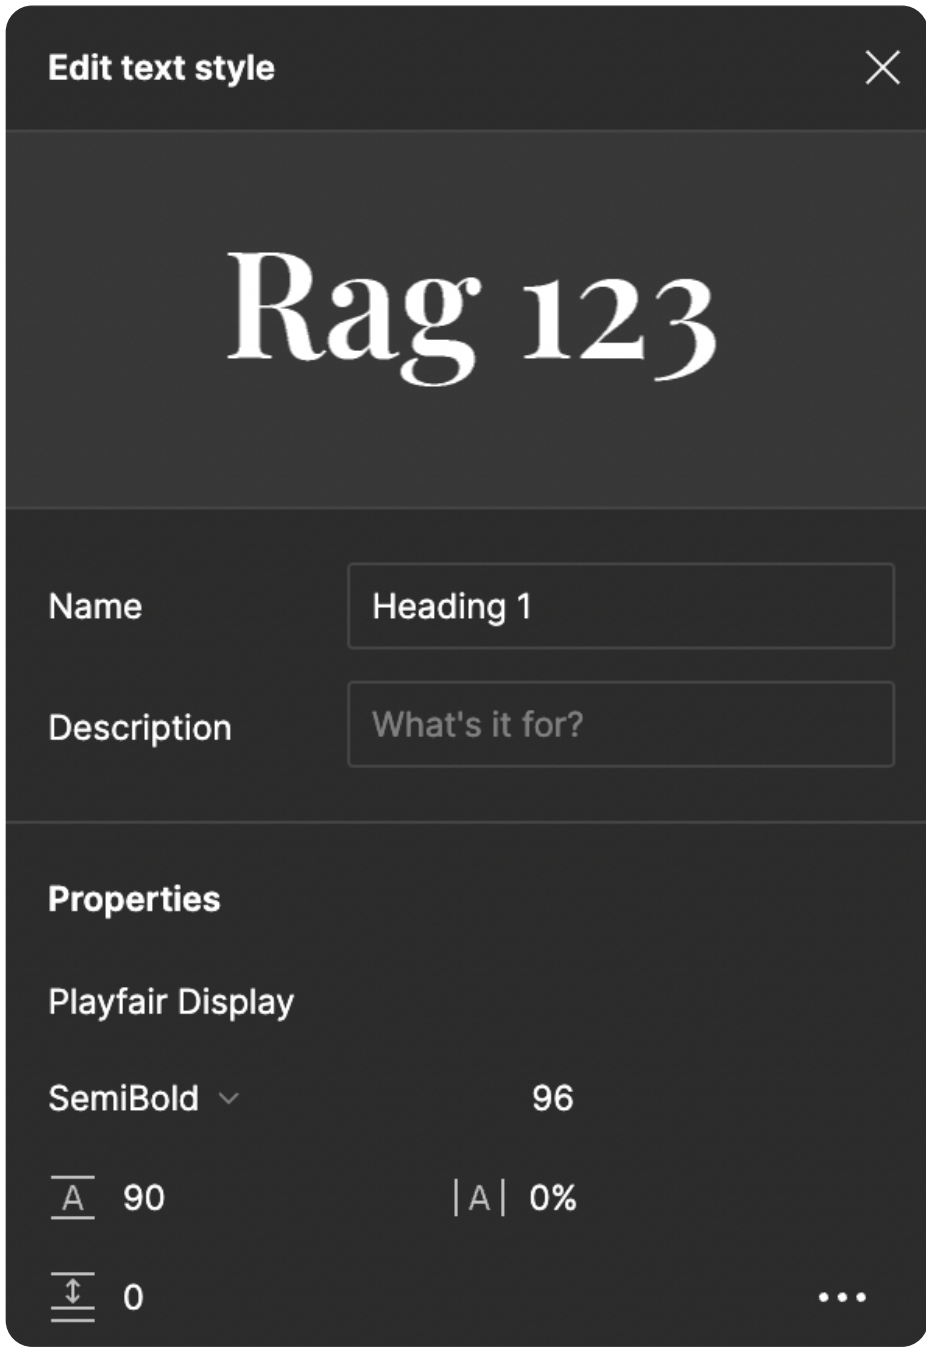 Edit text style
Rag 123
Name
Heading 1
Description
What's it for?
Properties
Playfair Display
SemiBold
96
A 90
|A| 0%
0